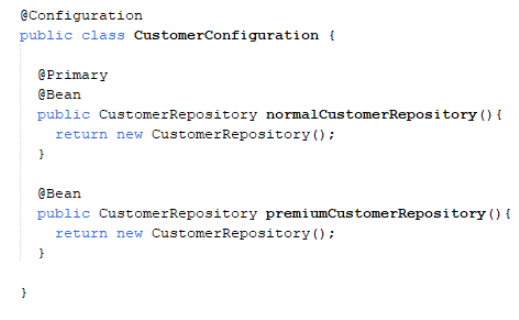 @Configuration
public class CustomerConfiguration {
@Primary
@Bean
public CustomerRepository normalCustomerRepository(){
return new CustomerRepository();
}
@Bean
public CustomerRepository premiumCustomerRepository(){
return new CustomerRepository();
}
}